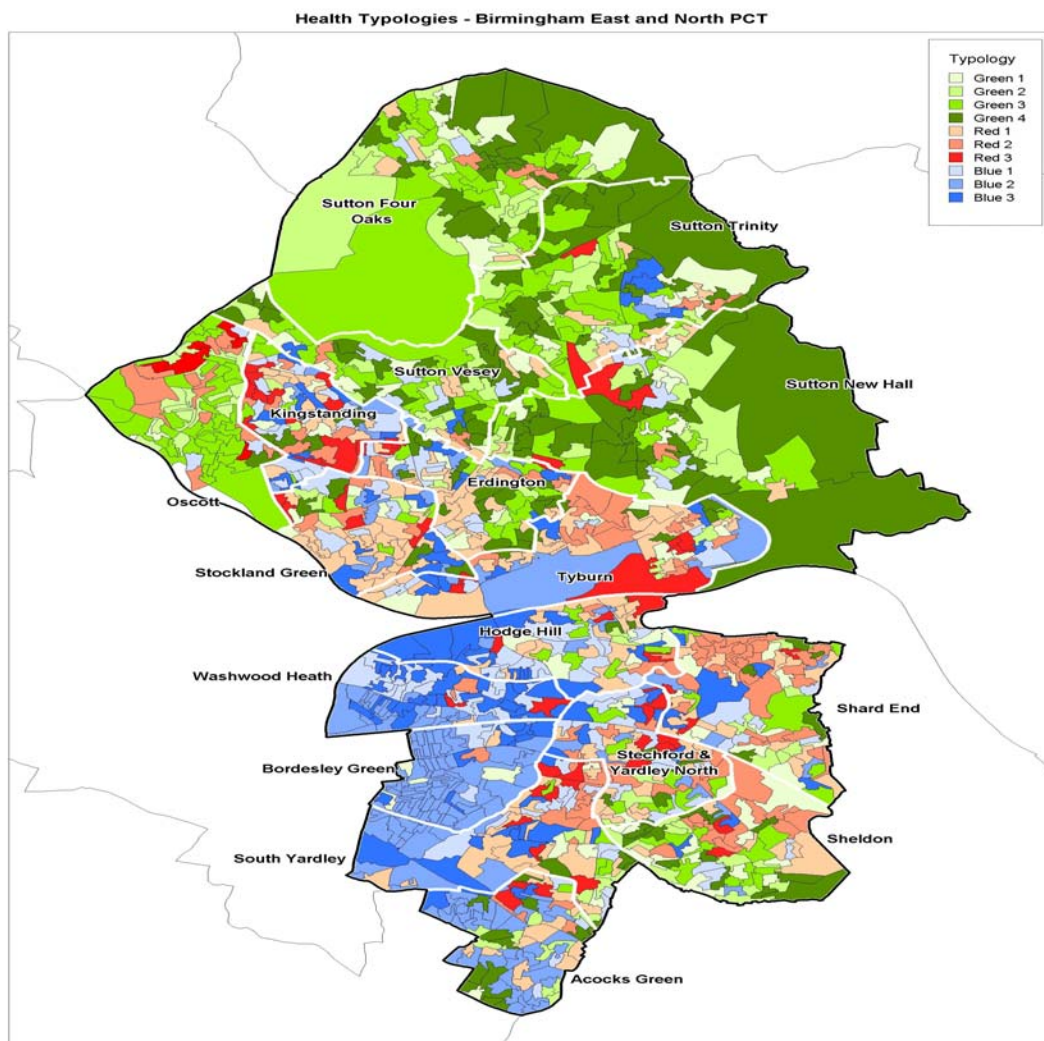 Health Typologies - Birmingham East and North PCT
Typology
Green 1
Green 2
Green 3
Green 4
Red 1
Red 2
Red 3
Blue 1
Blue 2
Blue 3
Sutton Four
Oaks
Sutton Trinity
Sutton Vesey
Sutton New Hall
Kingstanding
Erdington
Oscott
Stockland Green
Tyburn
Hodge Hill
Washwood Heath
Shard End
Stechford &
Yardley North
Bordesley Green
Sheldon
South Yardley
Acocks Green